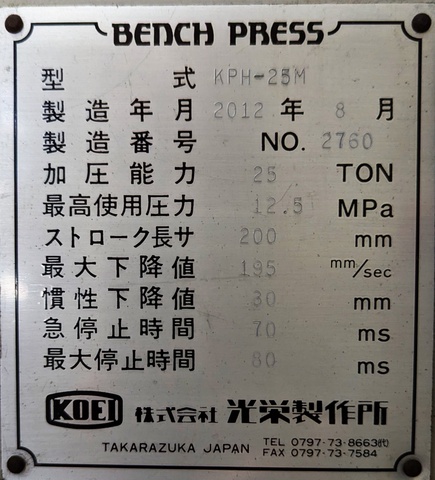 BENCH PRESS
型式 KPH-25M
製造年月 2012 年 8 月
製造番号 NO. 2760
加圧能力 25 TON
最高使用圧力 12.5 MPa
ストローク長サ 200 mm
最大下降値 195 mm/sec
慣性下降値 30 mm
急停止時間 70 ms
最大停止時間 80 ms
KOEI 株式会社 光栄製作所
TAKARAZUKA JAPAN TEL 0797-73-8663㈹
FAX 0797-73-7584